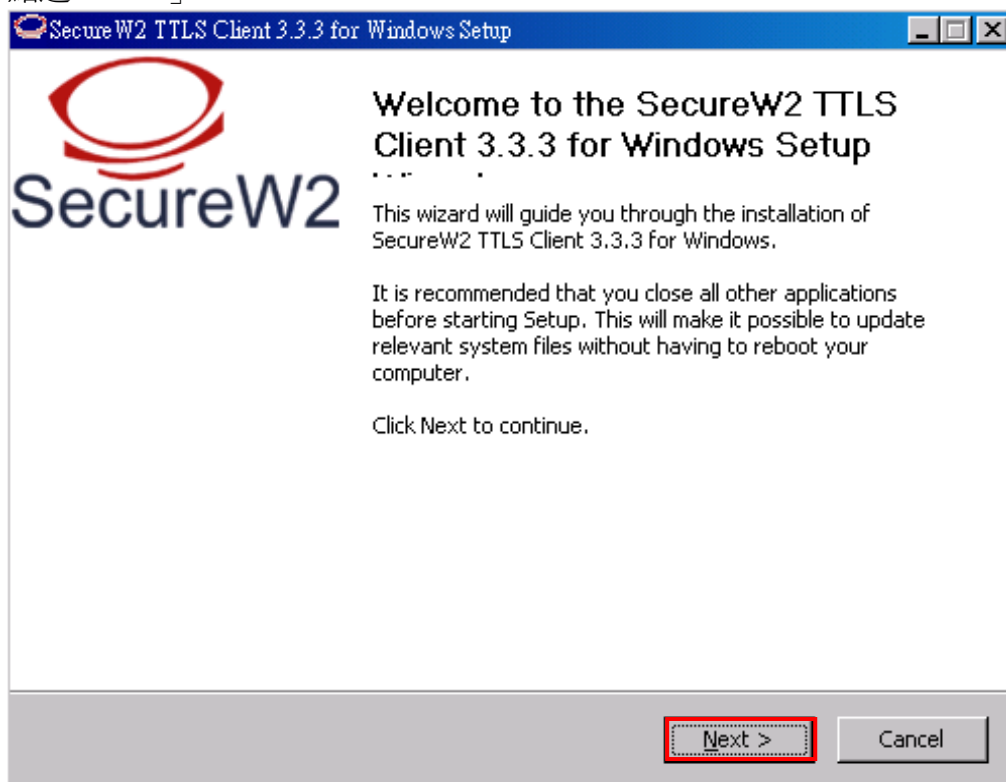 SecureW2 TTLS Client 3.3.3 for Windows Setup
SecureW2
Welcome to the SecureW2 TTLS
Client 3.3.3 for Windows Setup
This wizard will guide you through the installation of
SecureW2 TTLS Client 3.3.3 for Windows.
It is recommended that you close all other applications
before starting Setup. This will make it possible to update
relevant system files without having to reboot your
computer.
Click Next to continue.
Next >
Cancel